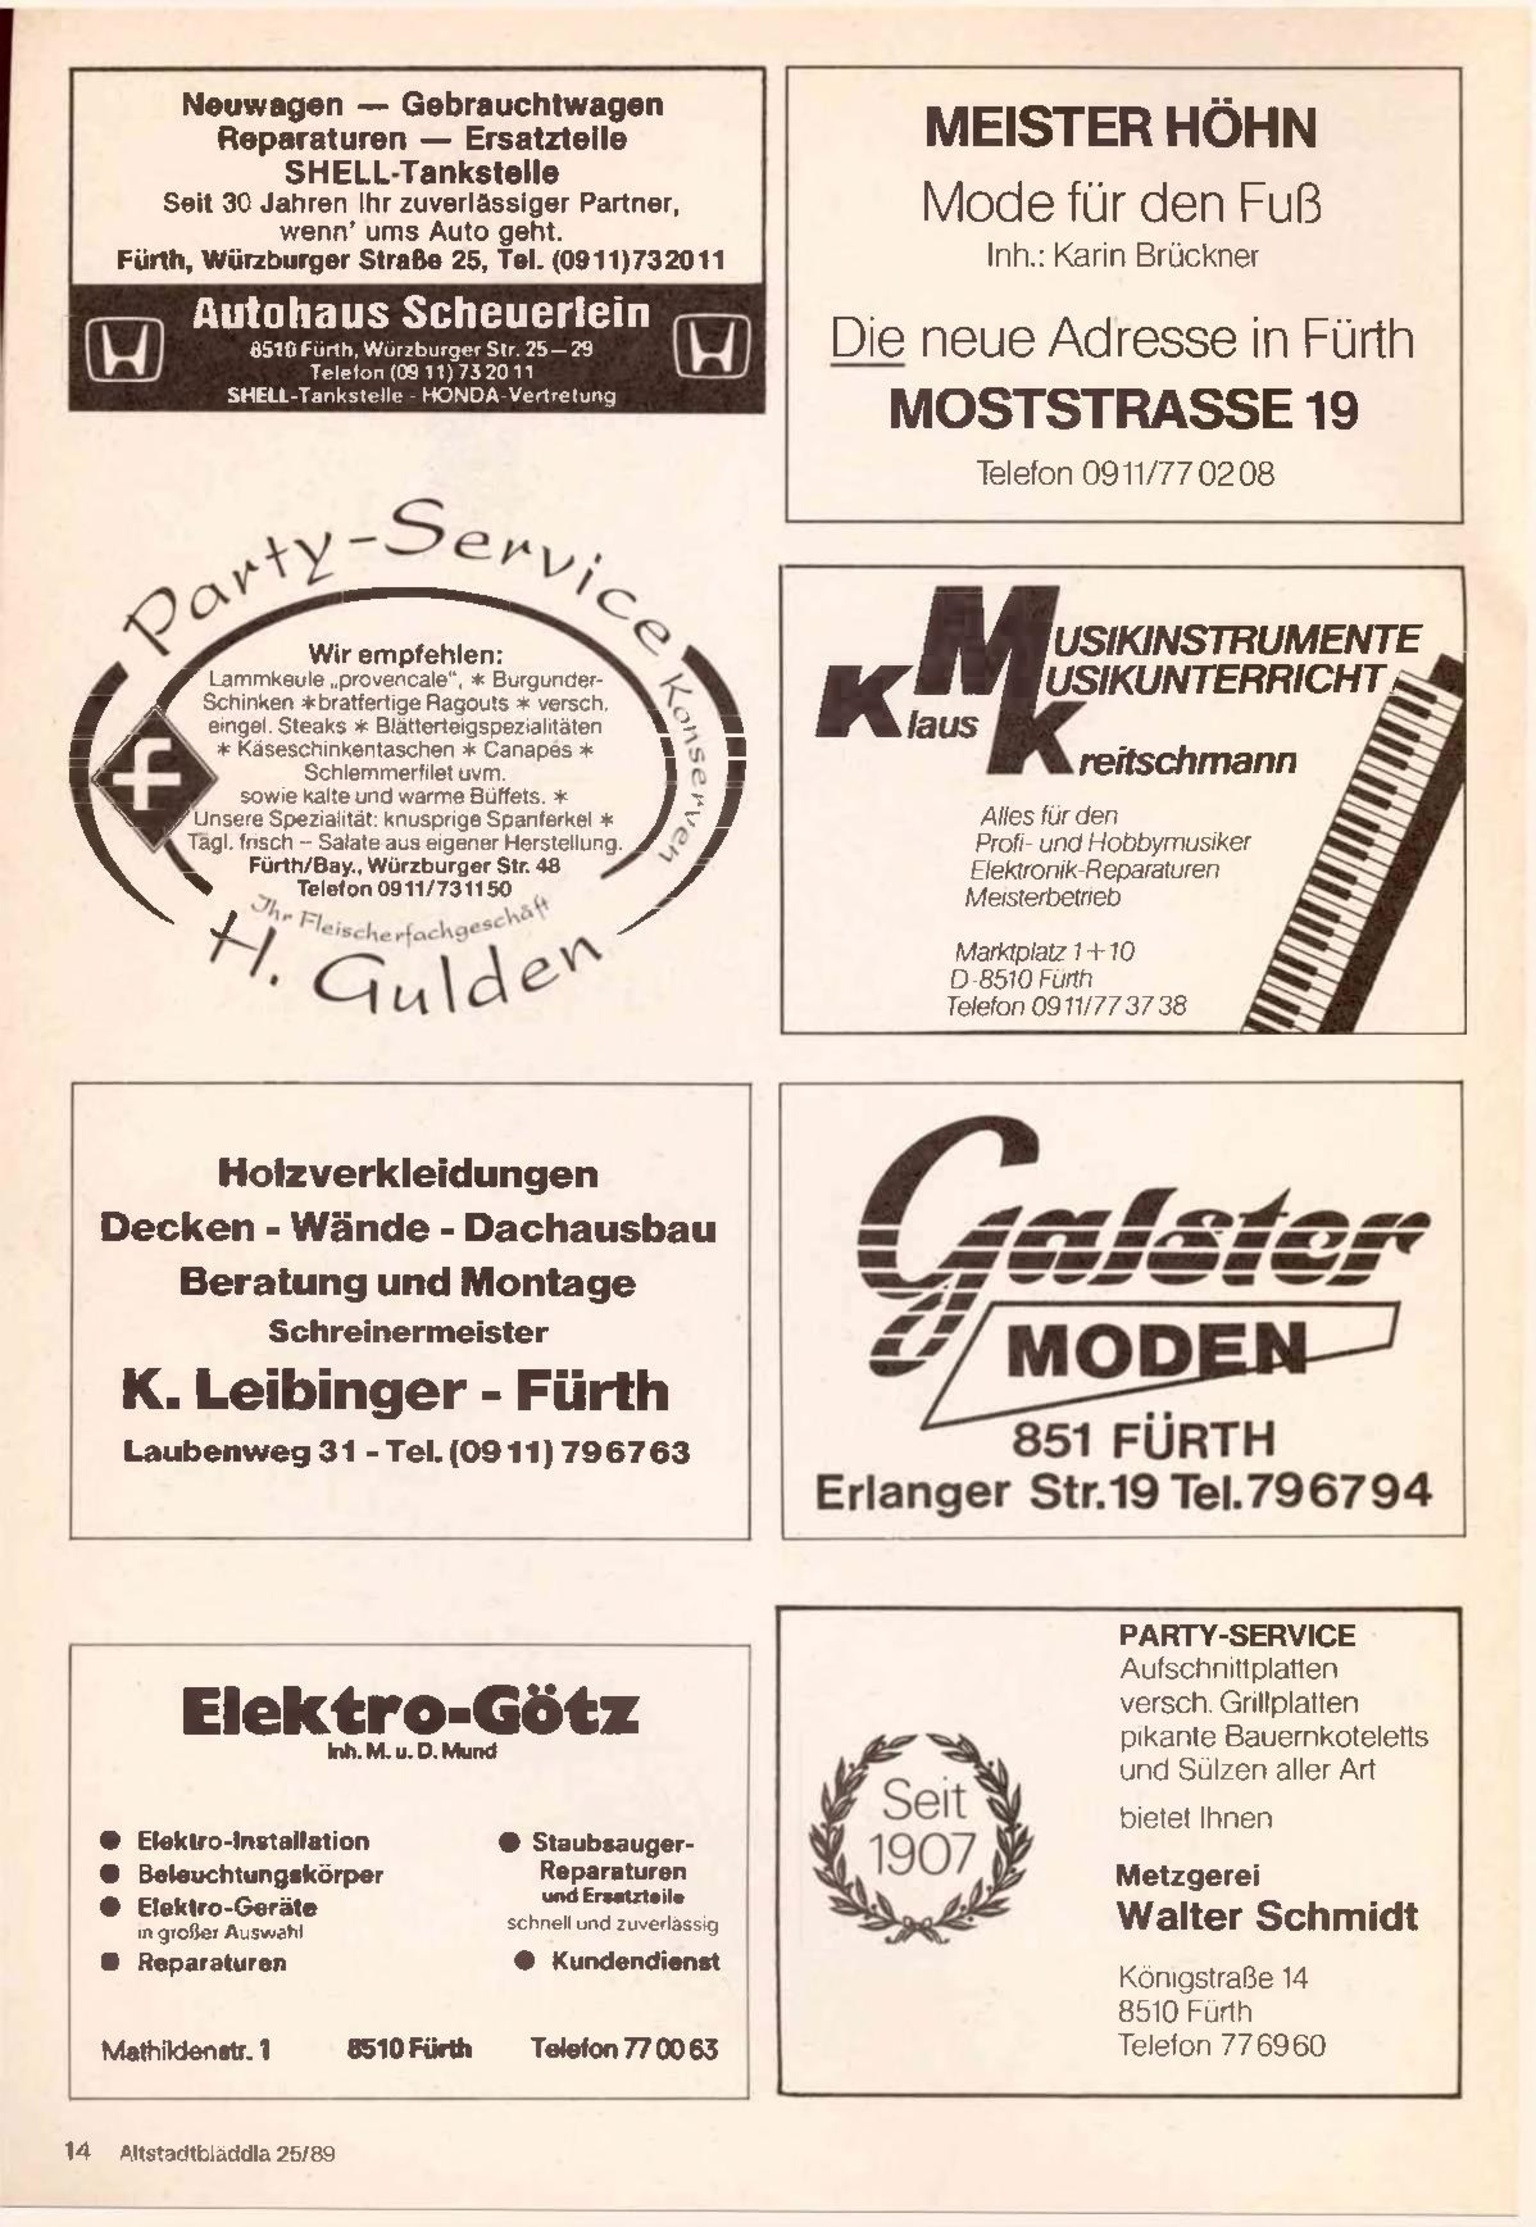 Neuwagen — Gebrauchtwagen
Reparaturen — Ersatzteile
SHELL-Tankstelle
Seit 30 Jahren Ihr zuverlässiger Partner,
wenn' ums Auto geht.
Fürth, Würzburger Straße 25, Tel. (0911)732011
Autohaus Scheuerlein
8510 Fürth, Würzburger Str. 25—29
Telefon (09 11) 73 20 11
SHELL-Tankstelle - HONDA-Vertretung
MEISTER HÖHN
Mode für den Fuß
Inh.: Karin Brückner
Die neue Adresse in Fürth
MOSTSTRASSE 19
Telefon 0911/77 02 08
Party-Service
Konserven
Wir empfehlen:
Lammkeule „provencale", * Burgunder-
Schinken * bratfertige Ragouts * versch.
eingel. Steaks * Blätterteigspezialitäten
* Käseschinkentaschen * Canapés *
Schlemmerfilet uvm.
sowie kalte und warme Büffets. *
Unsere Spezialität: knusprige Spanferkel *
Tägl. frisch – Salate aus eigener Herstellung.
Fürth/Bay., Würzburger Str. 48
Telefon 0911/731150
Ihr Fleischerfachgeschäft
H. Gulden
f
MUSIKINSTRUMENTE
MUSIKUNTERRICHT
Klaus
Kreitschmann
Alles für den
Profi- und Hobbymusiker
Elektronik-Reparaturen
Meisterbetrieb
Marktplatz 1+10
D-8510 Fürth
Telefon 0911/77 37 38
Holzverkleidungen
Decken - Wände - Dachausbau
Beratung und Montage
Schreinermeister
K. Leibinger - Fürth
Laubenweg 31 - Tel. (0911) 796763
Galster
MODEN
851 FÜRTH
Erlanger Str.19 Tel.796794
Elektro-Götz
Inh. M. u. D. Mund
● Elektro-Installation
● Beleuchtungskörper
● Elektro-Geräte
in großer Auswahl
● Reparaturen
● Staubsauger-
Reparaturen
und Ersatzteile
schnell und zuverlässig
● Kundendienst
Mathildenstr. 1 8510 Fürth Telefon 77 00 63
Seit
1907
PARTY-SERVICE
Aufschnittplatten
versch. Grillplatten
pikante Bauernkoteletts
und Sülzen aller Art
bietet Ihnen
Metzgerei
Walter Schmidt
Königstraße 14
8510 Fürth
Telefon 77 69 60
14 Altstadtbläddla 25/89